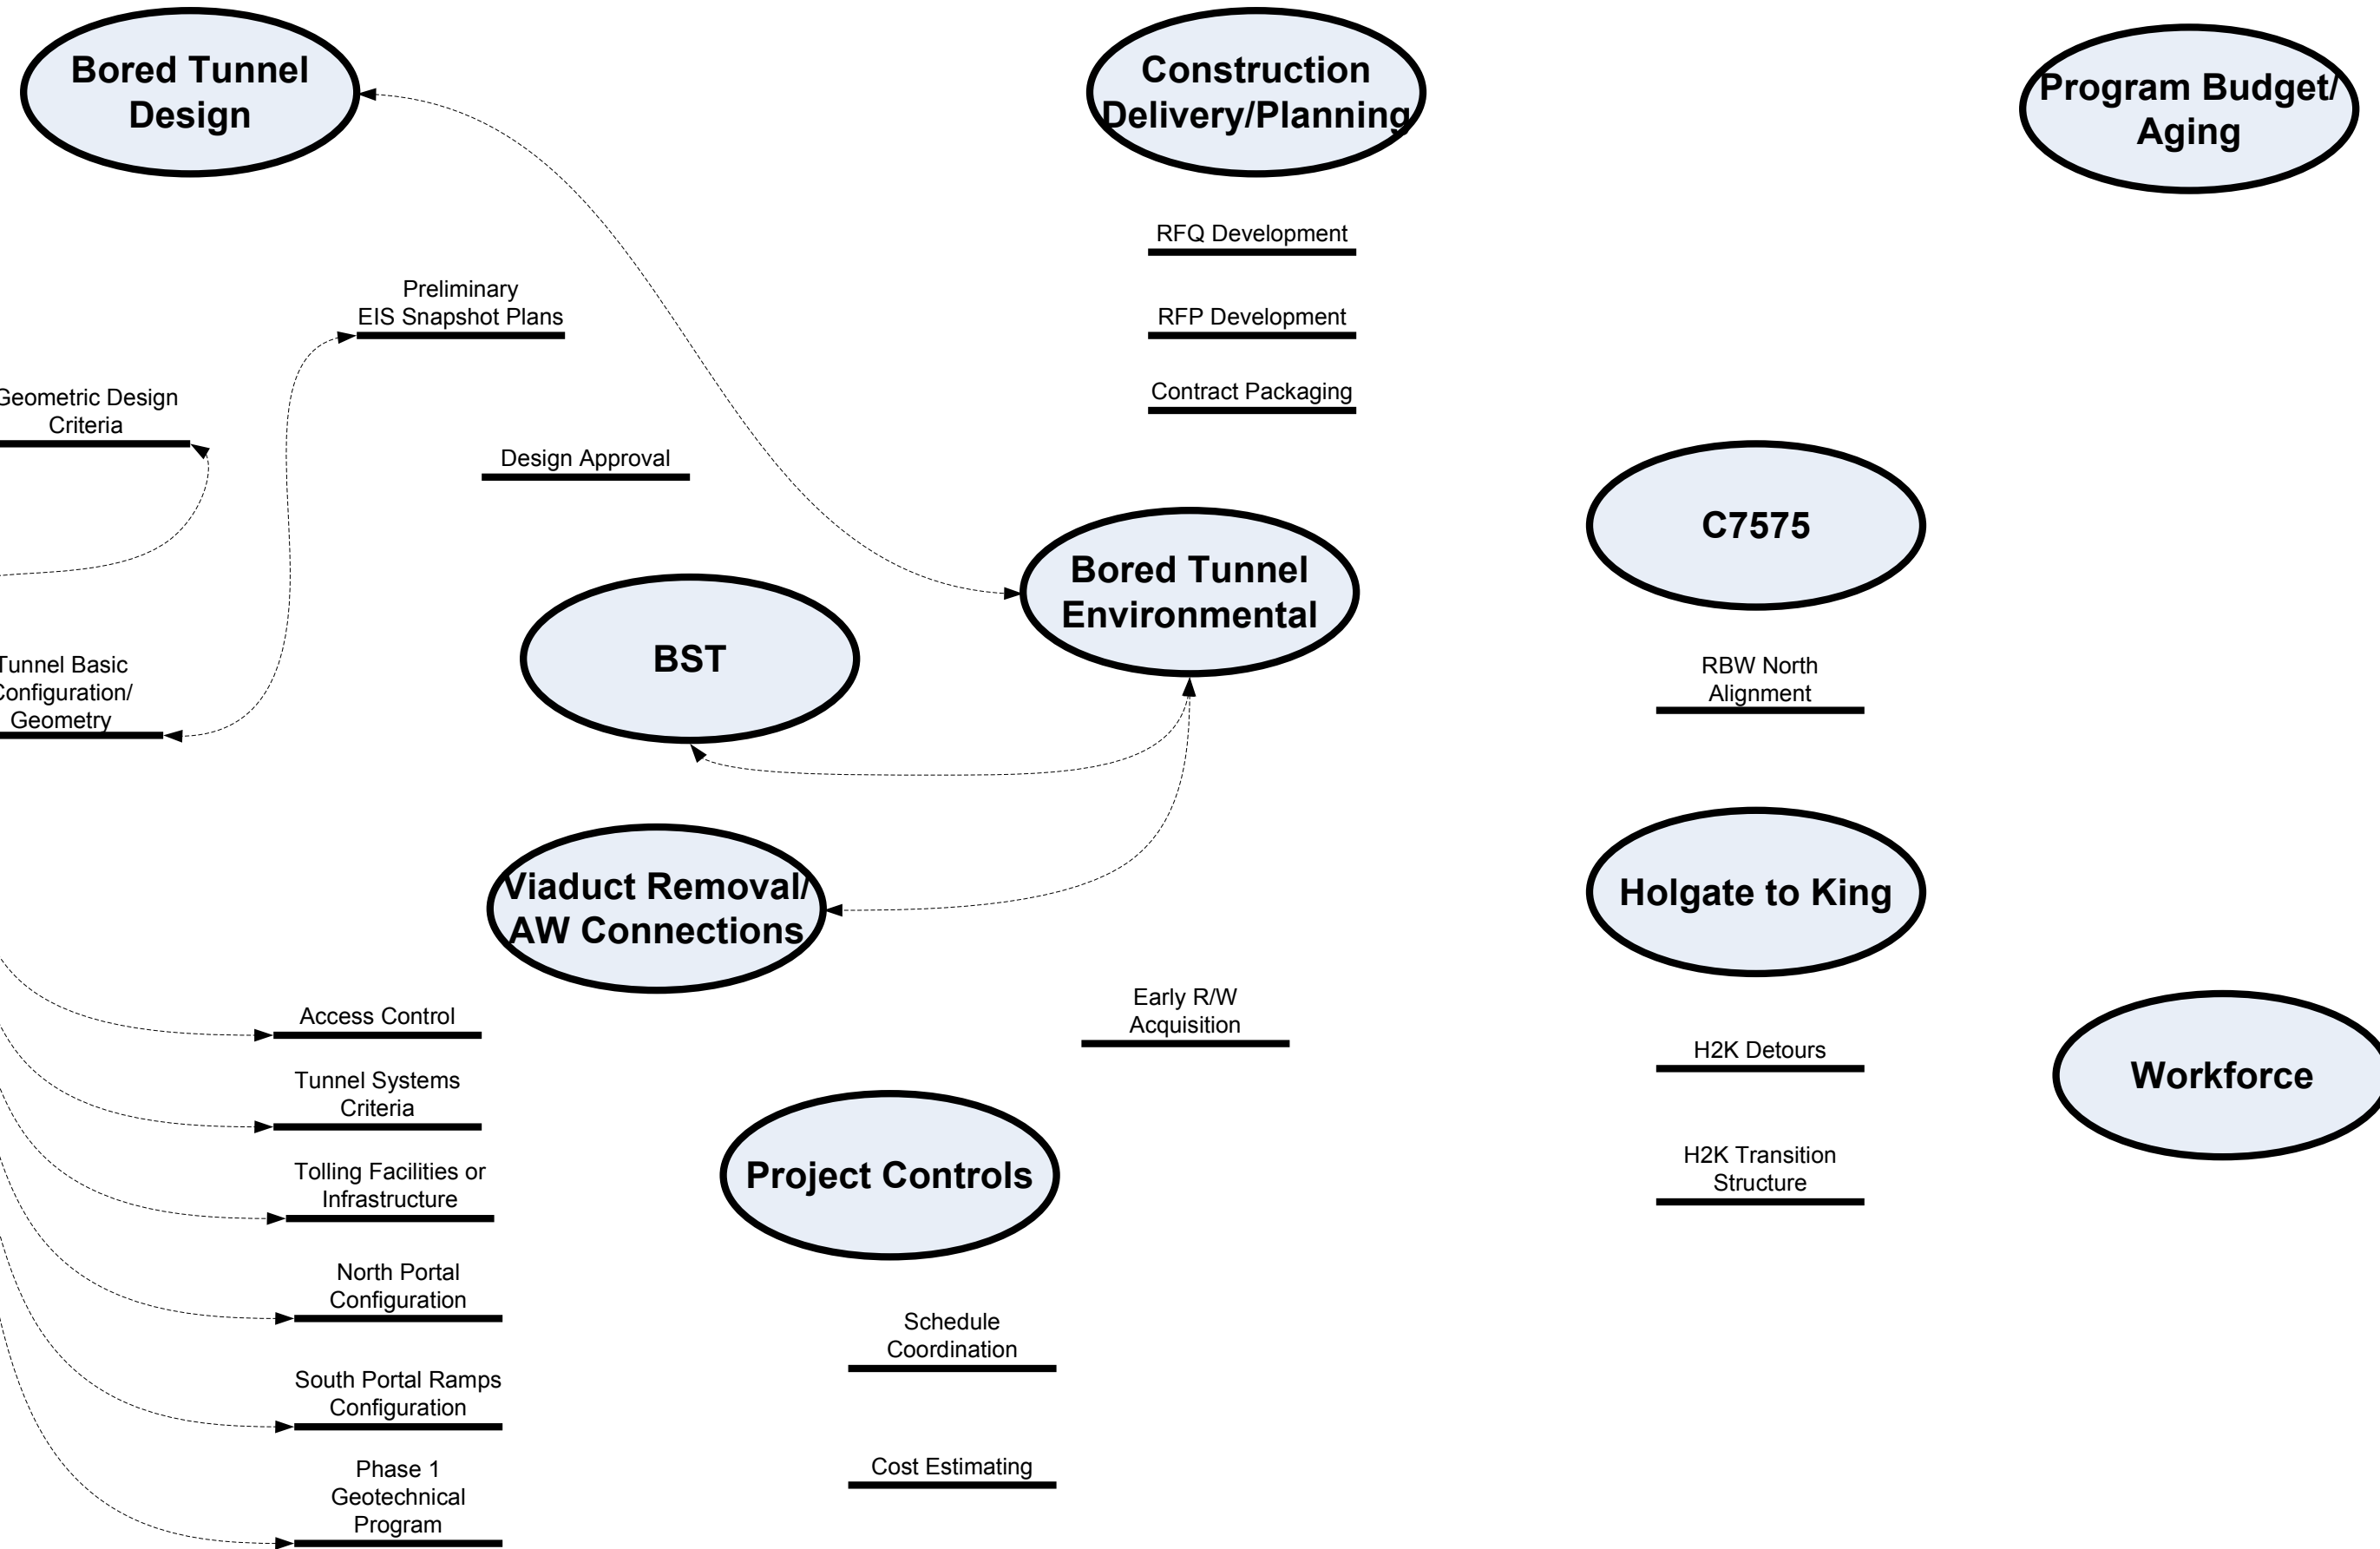 Bored Tunnel
Design
Construction
Delivery/Planning
Program Budget/
Aging
RFQ Development
Preliminary
EIS Snapshot Plans
RFP Development
Geometric Design
Criteria
Contract Packaging
Design Approval
C7575
Bored Tunnel
Environmental
BST
Tunnel Basic
Configuration/
Geometry
RBW North
Alignment
Viaduct Removal/
AW Connections
Holgate to King
Access Control
Early R/W
Acquisition
H2K Detours
Workforce
Tunnel Systems
Criteria
Tolling Facilities or
Infrastructure
Project Controls
H2K Transition
Structure
North Portal
Configuration
Schedule
Coordination
South Portal Ramps
Configuration
Cost Estimating
Phase 1
Geotechnical
Program